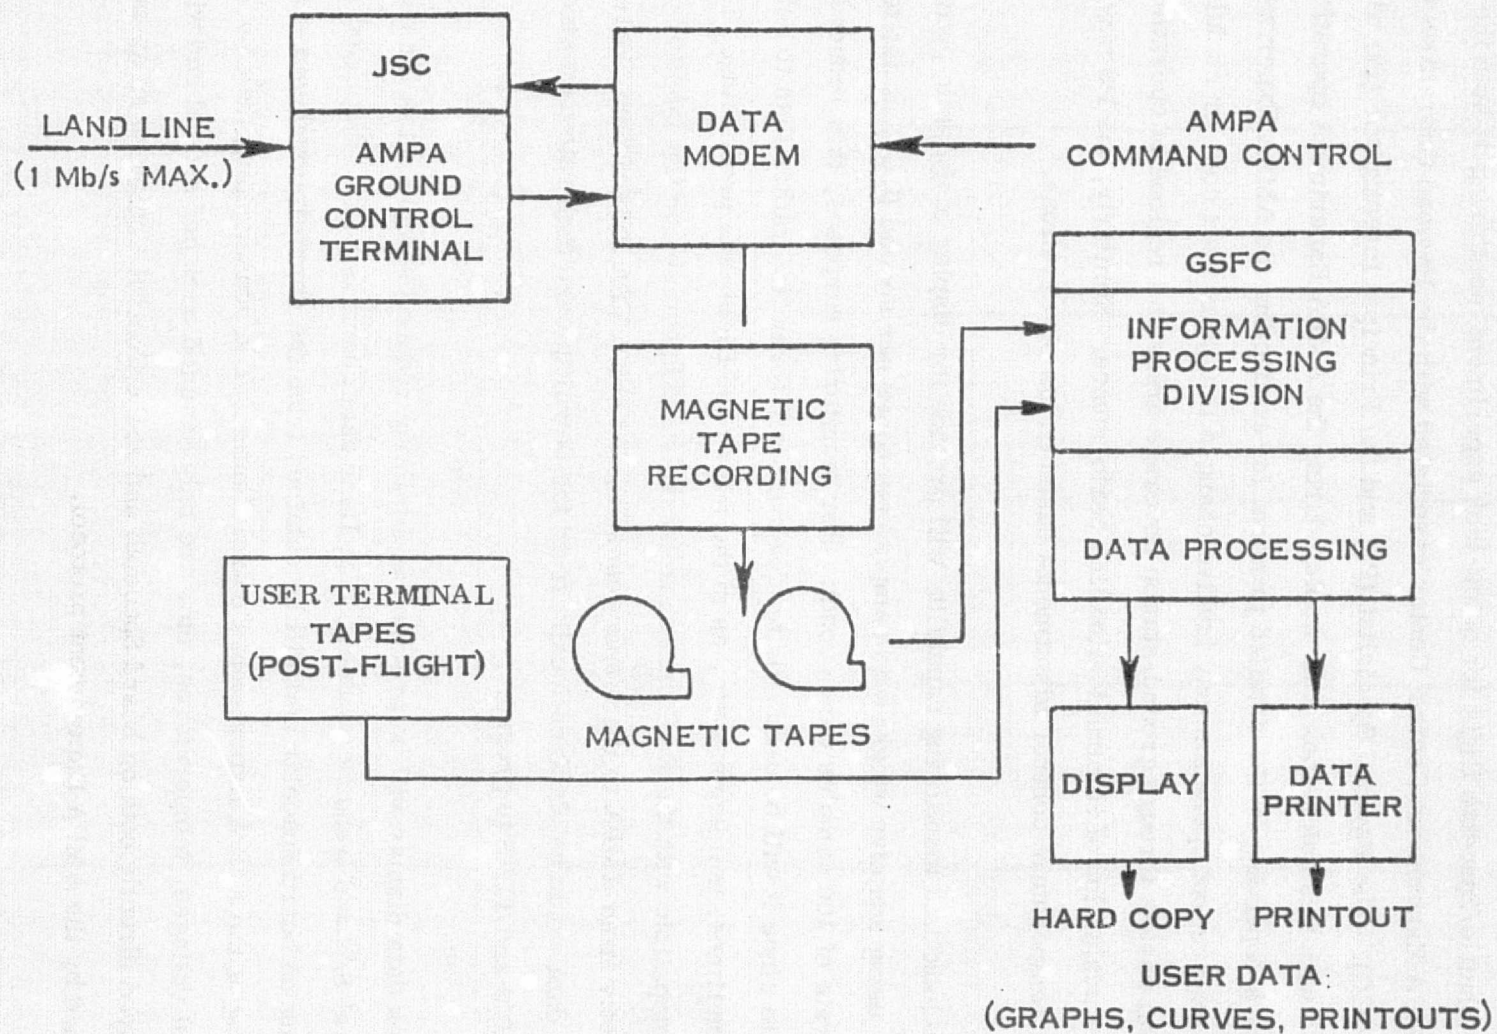 JSC
LAND LINE
(1 Mb/s MAX.)
AMPA
GROUND
CONTROL
TERMINAL
DATA
MODEM
AMPA
COMMAND CONTROL
GSFC
INFORMATION
PROCESSING
DIVISION
DATA PROCESSING
MAGNETIC
TAPE
RECORDING
USER TERMINAL
TAPES
(POST-FLIGHT)
MAGNETIC TAPES
DISPLAY
DATA
PRINTER
HARD COPY
PRINTOUT
USER DATA:
(GRAPHS, CURVES, PRINTOUTS)